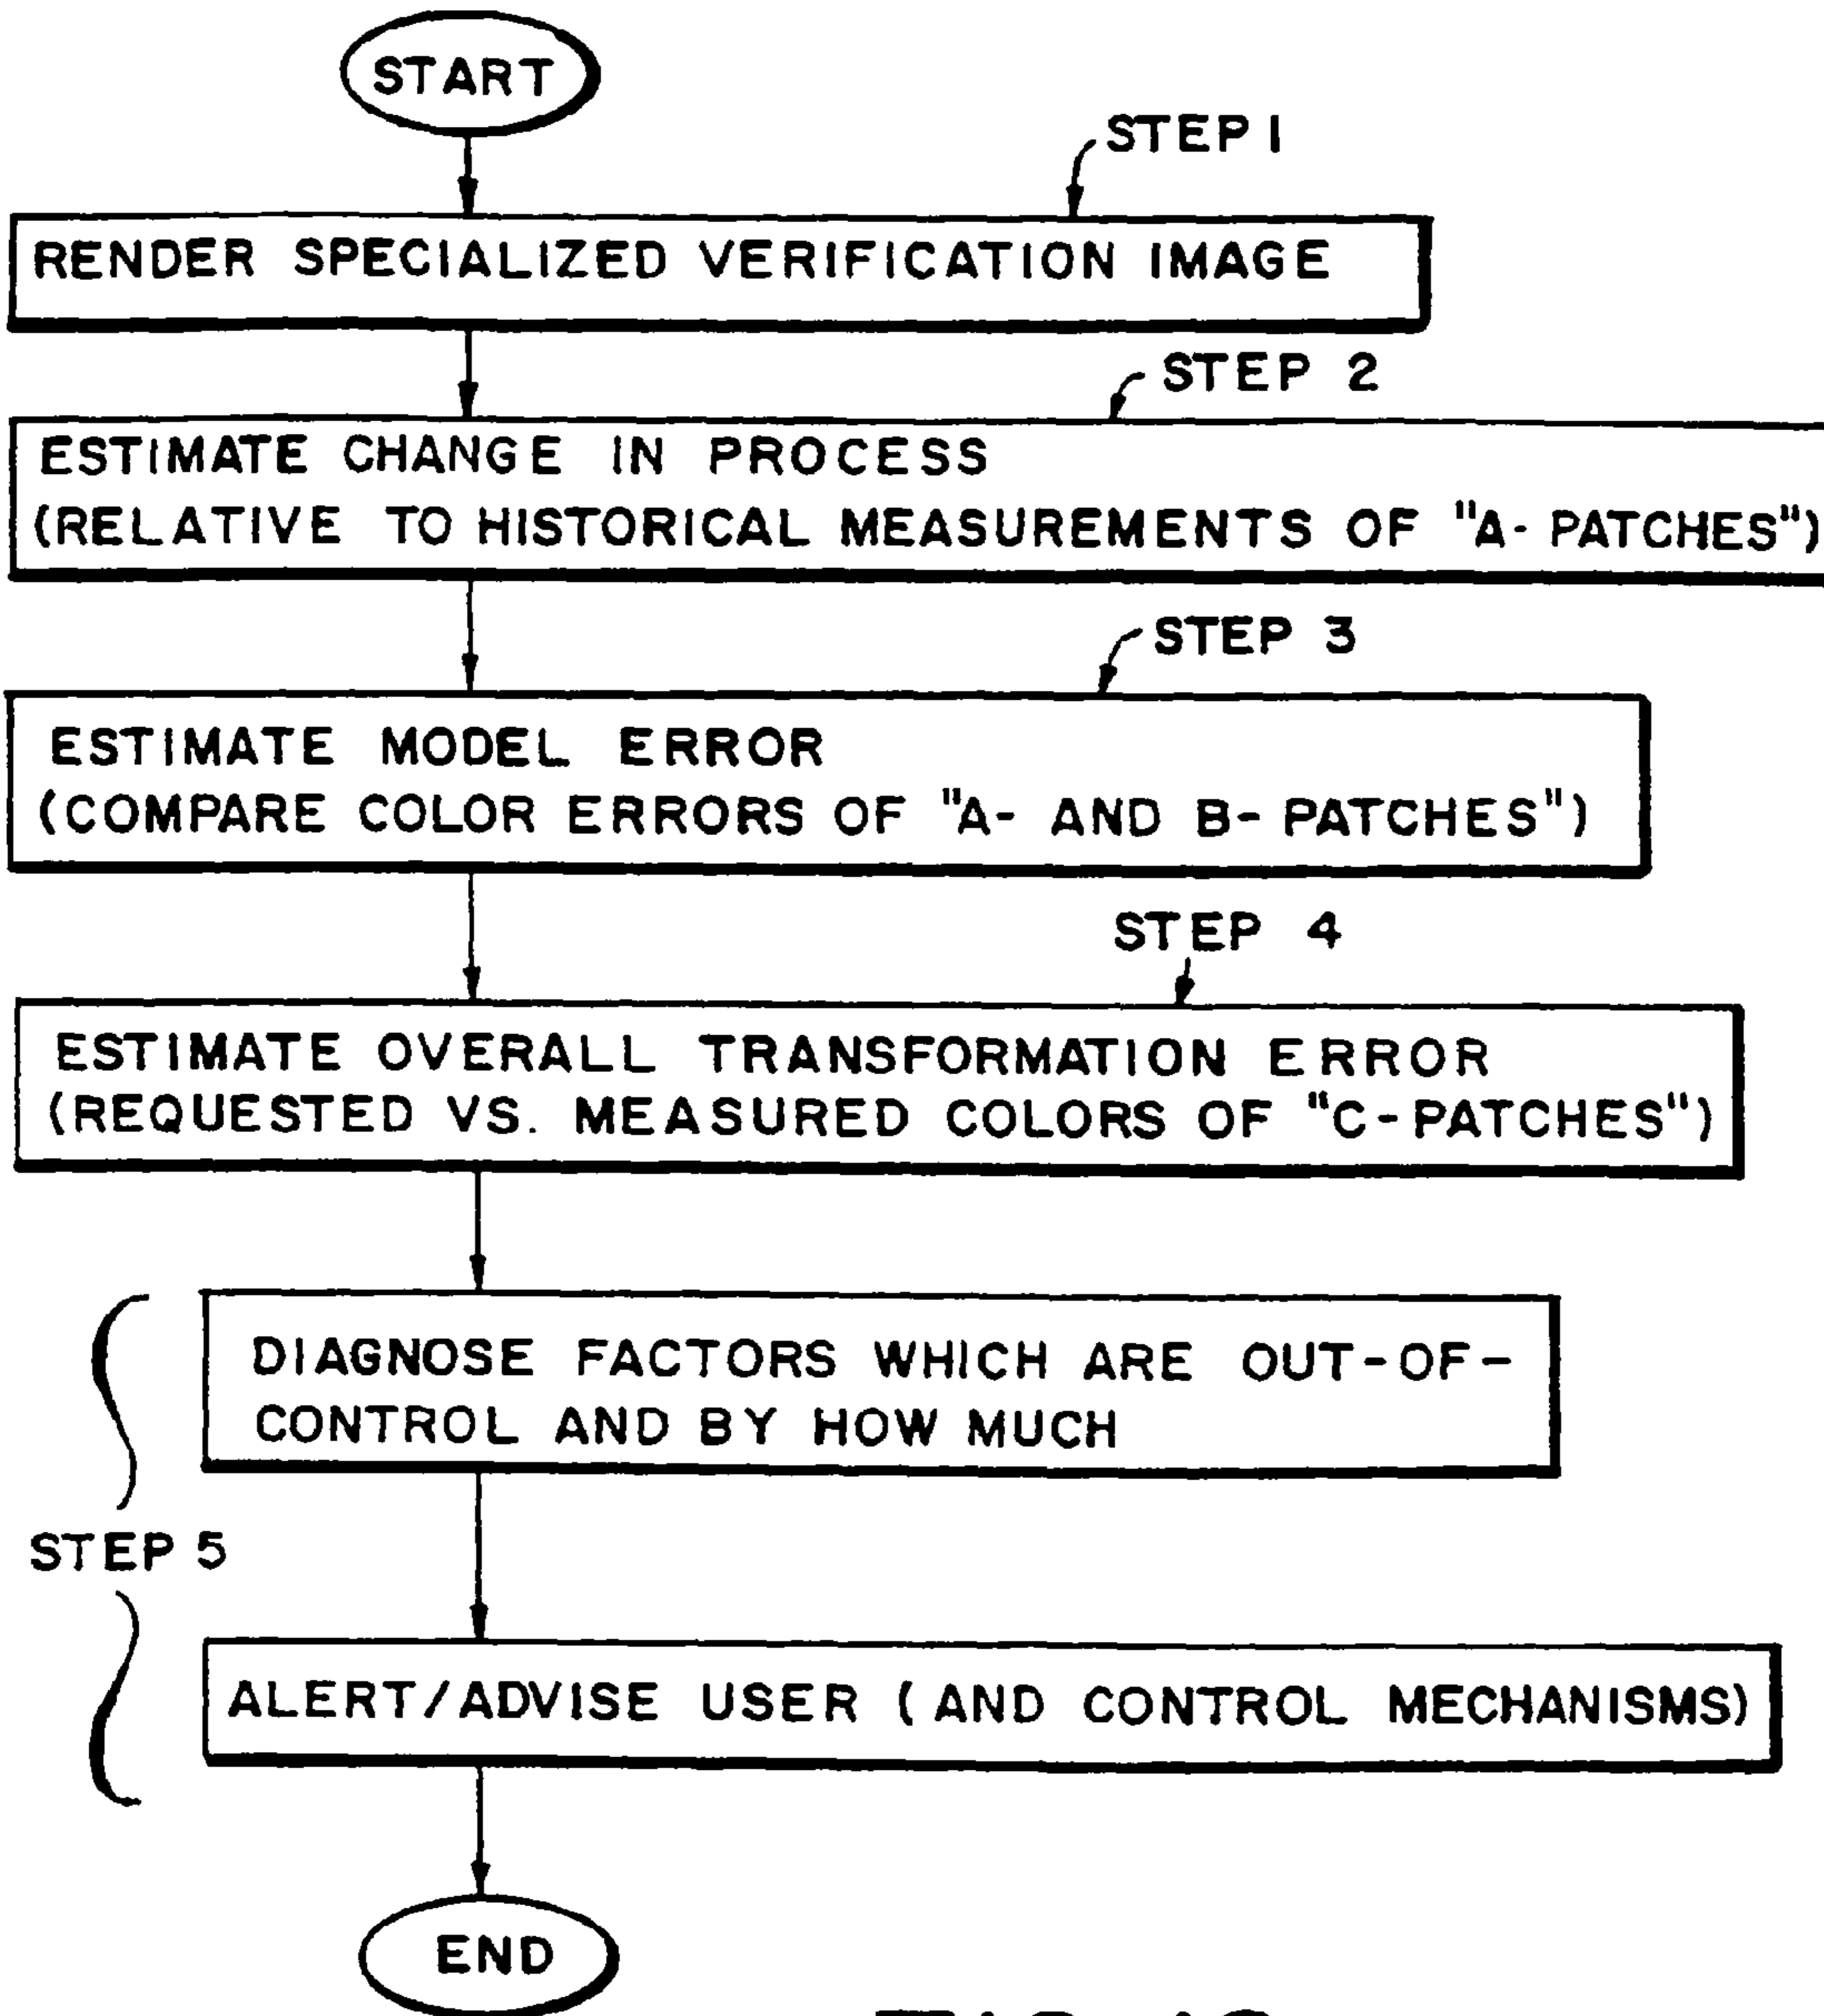 START
STEP 1
RENDER SPECIALIZED VERIFICATION IMAGE
STEP 2
ESTIMATE CHANGE IN PROCESS
(RELATIVE TO HISTORICAL MEASUREMENTS OF "A-PATCHES")
STEP 3
ESTIMATE MODEL ERROR
(COMPARE COLOR ERRORS OF "A- AND B-PATCHES")
STEP 4
ESTIMATE OVERALL TRANSFORMATION ERROR
(REQUESTED VS. MEASURED COLORS OF "C-PATCHES")
DIAGNOSE FACTORS WHICH ARE OUT-OF-
CONTROL AND BY HOW MUCH
STEP 5
ALERT/ADVISE USER (AND CONTROL MECHANISMS)
END